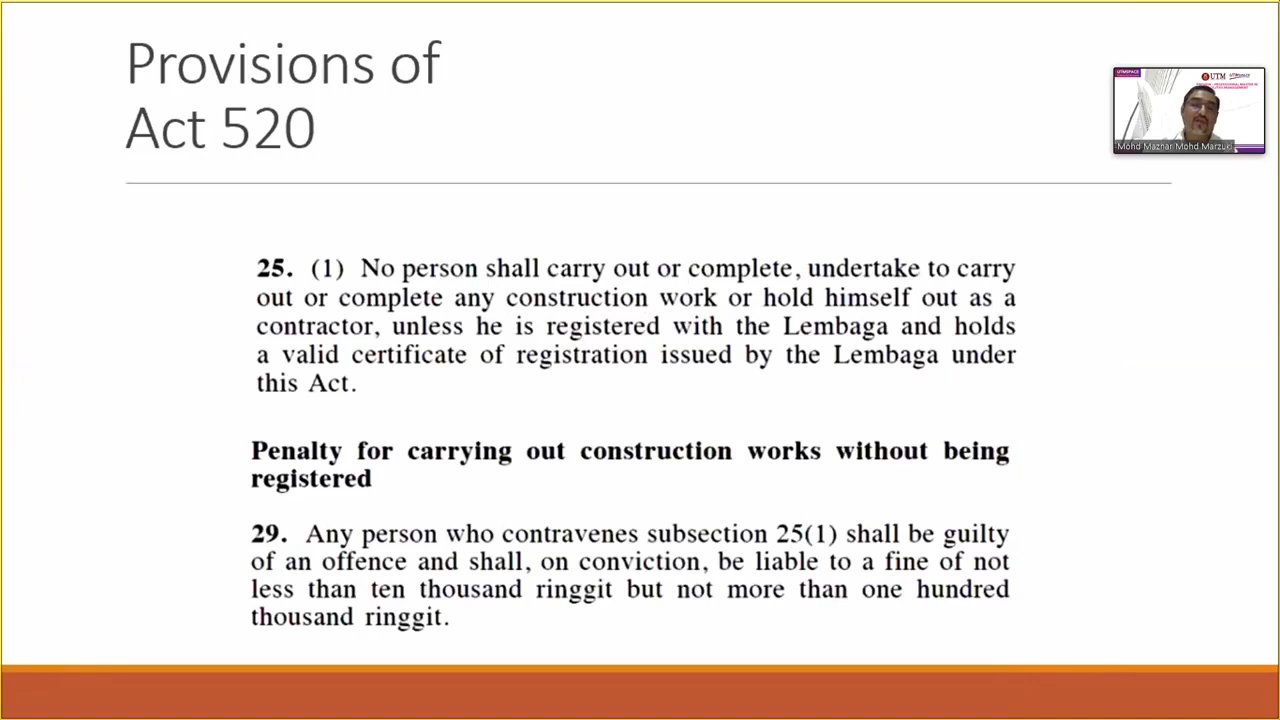 Provisions of
Act 520
UTMSPACE
UTM
Mohd Maznar Mohd Marzuki
25. (1) No person shall carry out or complete, undertake to carry
out or complete any construction work or hold himself out as a
contractor, unless he is registered with the Lembaga and holds
a valid certificate of registration issued by the Lembaga under
this Act.
Penalty for carrying out construction works without being
registered
29. Any person who contravenes subsection 25(1) shall be guilty
of an offence and shall, on conviction, be liable to a fine of not
less than ten thousand ringgit but not more than one hundred
thousand ringgit.